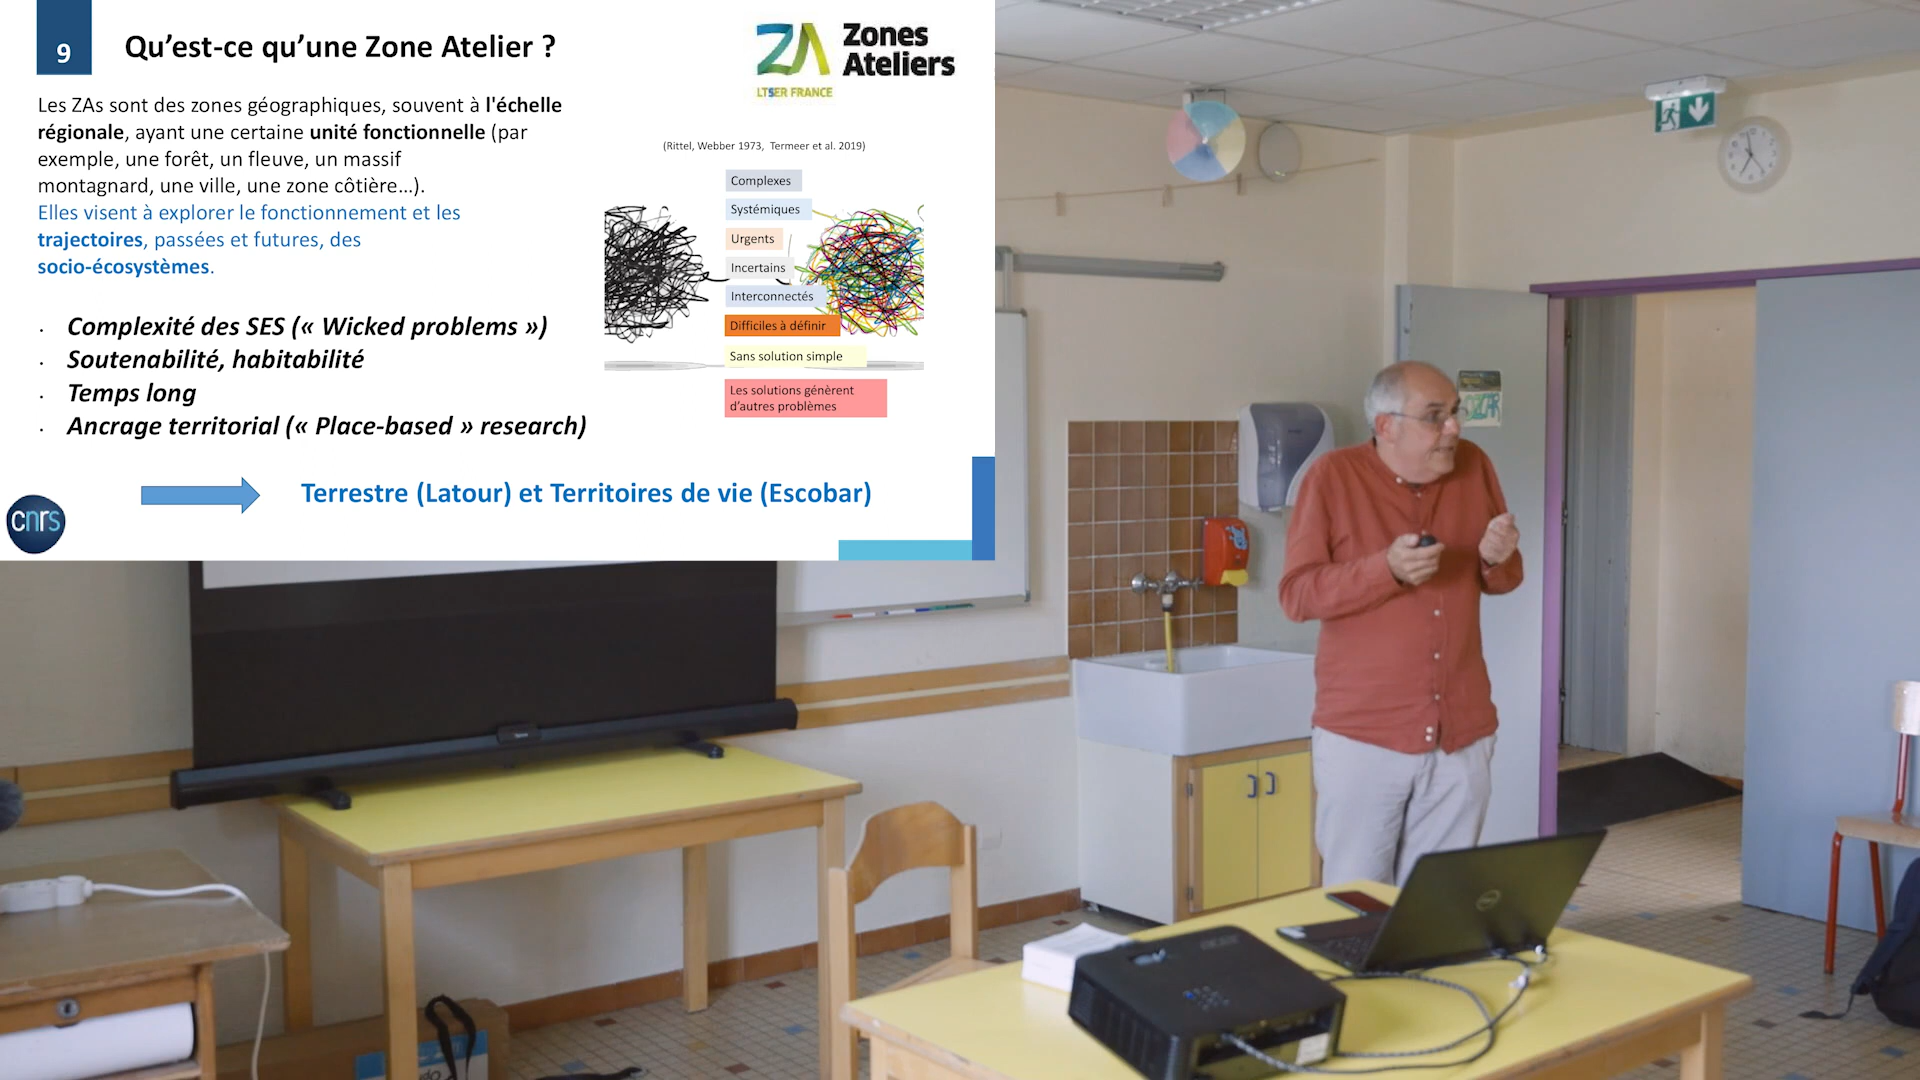 9
Qu’est-ce qu’une Zone Atelier ?
ZA
Zones
Ateliers
LTSER FRANCE
Les ZAs sont des zones géographiques, souvent à l'échelle
régionale, ayant une certaine unité fonctionnelle (par
exemple, une forêt, un fleuve, un massif
montagnard, une ville, une zone côtière…).
Elles visent à explorer le fonctionnement et les
trajectoires, passées et futures, des
socio-écosystèmes.
(Rittel, Webber 1973, Termeer et al. 2019)
Complexes
Systémiques
Urgents
Incertains
Interconnectés
Difficiles à définir
Sans solution simple
Les solutions génèrent
d’autres problèmes
· Complexité des SES (« Wicked problems »)
· Soutenabilité, habitabilité
· Temps long
· Ancrage territorial (« Place-based » research)
Terrestre (Latour) et Territoires de vie (Escobar)
cnrs
OZCAR
DELL
acer